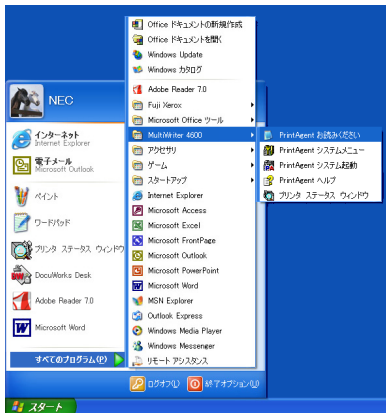 Office ドキュメントの新規作成
Office ドキュメントを開く
Windows Update
Windows カタログ
Adobe Reader 7.0
Fuji Xerox
Microsoft Office ツール
MultiWriter 4600
アクセサリ
ゲーム
スタートアップ
Internet Explorer
Microsoft Access
Microsoft Excel
Microsoft FrontPage
Microsoft Outlook
Microsoft PowerPoint
Microsoft Word
MSN Explorer
Outlook Express
Windows Media Player
Windows Messenger
リモート アシスタンス
PrintAgent お読みください
PrintAgent システムメニュー
PrintAgent システム起動
PrintAgent ヘルプ
プリンタ ステータス ウィンドウ
NEC
インターネット
Internet Explorer
電子メール
Microsoft Outlook
ペイント
ワードパッド
プリンタ ステータス ウィンドウ
DocuWorks Desk
Adobe Reader 7.0
Microsoft Word
すべてのプログラム(P)
ログオフ(L)
終了オプション(U)
スタート